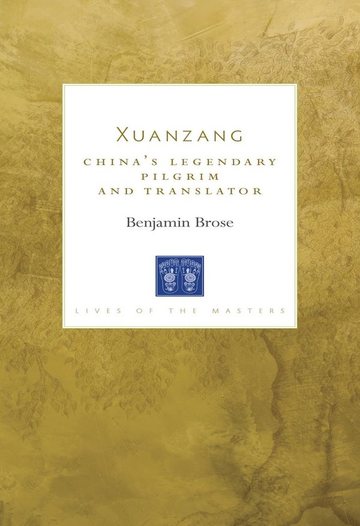 XUANZANG
CHINA'S LEGENDARY
PILGRIM
AND TRANSLATOR
Benjamin Brose
LIVES OF THE MASTERS